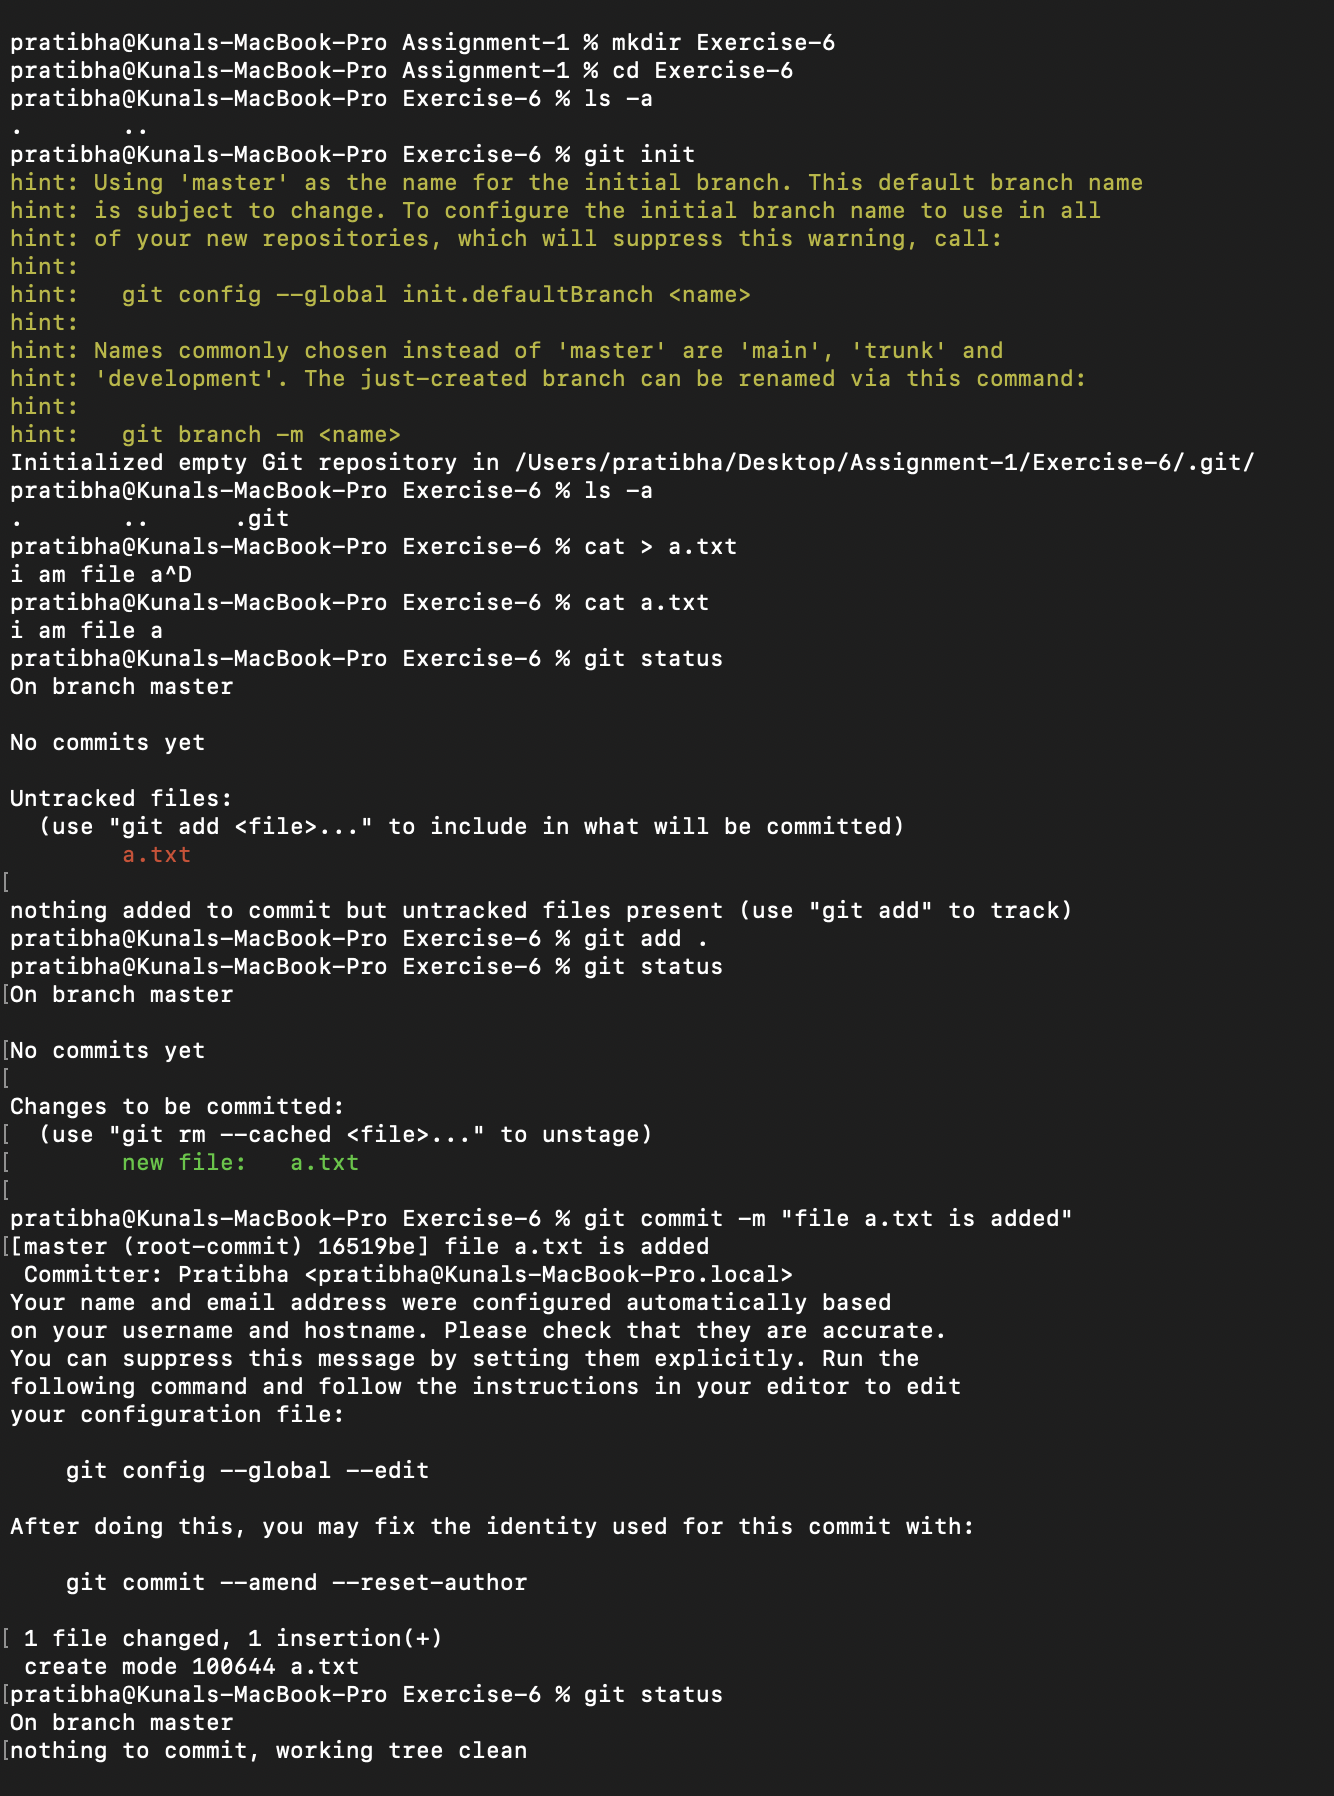 pratibha@Kunals-MacBook-Pro Assignment-1 % mkdir Exercise-6
pratibha@Kunals-MacBook-Pro Assignment-1 % cd Exercise-6
pratibha@Kunals-MacBook-Pro Exercise-6 % ls -a
.       ..
pratibha@Kunals-MacBook-Pro Exercise-6 % git init
hint: Using 'master' as the name for the initial branch. This default branch name
hint: is subject to change. To configure the initial branch name to use in all
hint: of your new repositories, which will suppress this warning, call:
hint:
hint:   git config --global init.defaultBranch <name>
hint:
hint: Names commonly chosen instead of 'master' are 'main', 'trunk' and
hint: 'development'. The just-created branch can be renamed via this command:
hint:
hint:   git branch -m <name>
Initialized empty Git repository in /Users/pratibha/Desktop/Assignment-1/Exercise-6/.git/
pratibha@Kunals-MacBook-Pro Exercise-6 % ls -a
.       ..      .git
pratibha@Kunals-MacBook-Pro Exercise-6 % cat > a.txt
i am file a^D
pratibha@Kunals-MacBook-Pro Exercise-6 % cat a.txt
i am file a
pratibha@Kunals-MacBook-Pro Exercise-6 % git status
On branch master

No commits yet

Untracked files:
  (use "git add <file>..." to include in what will be committed)
        a.txt
[
nothing added to commit but untracked files present (use "git add" to track)
pratibha@Kunals-MacBook-Pro Exercise-6 % git add .
pratibha@Kunals-MacBook-Pro Exercise-6 % git status
[On branch master

[No commits yet
[
Changes to be committed:
[  (use "git rm --cached <file>..." to unstage)
[        new file:   a.txt
[
pratibha@Kunals-MacBook-Pro Exercise-6 % git commit -m "file a.txt is added"
[[master (root-commit) 16519be] file a.txt is added
 Committer: Pratibha <pratibha@Kunals-MacBook-Pro.local>
Your name and email address were configured automatically based
on your username and hostname. Please check that they are accurate.
You can suppress this message by setting them explicitly. Run the
following command and follow the instructions in your editor to edit
your configuration file:

    git config --global --edit

After doing this, you may fix the identity used for this commit with:

    git commit --amend --reset-author

[ 1 file changed, 1 insertion(+)
 create mode 100644 a.txt
[pratibha@Kunals-MacBook-Pro Exercise-6 % git status
On branch master
[nothing to commit, working tree clean